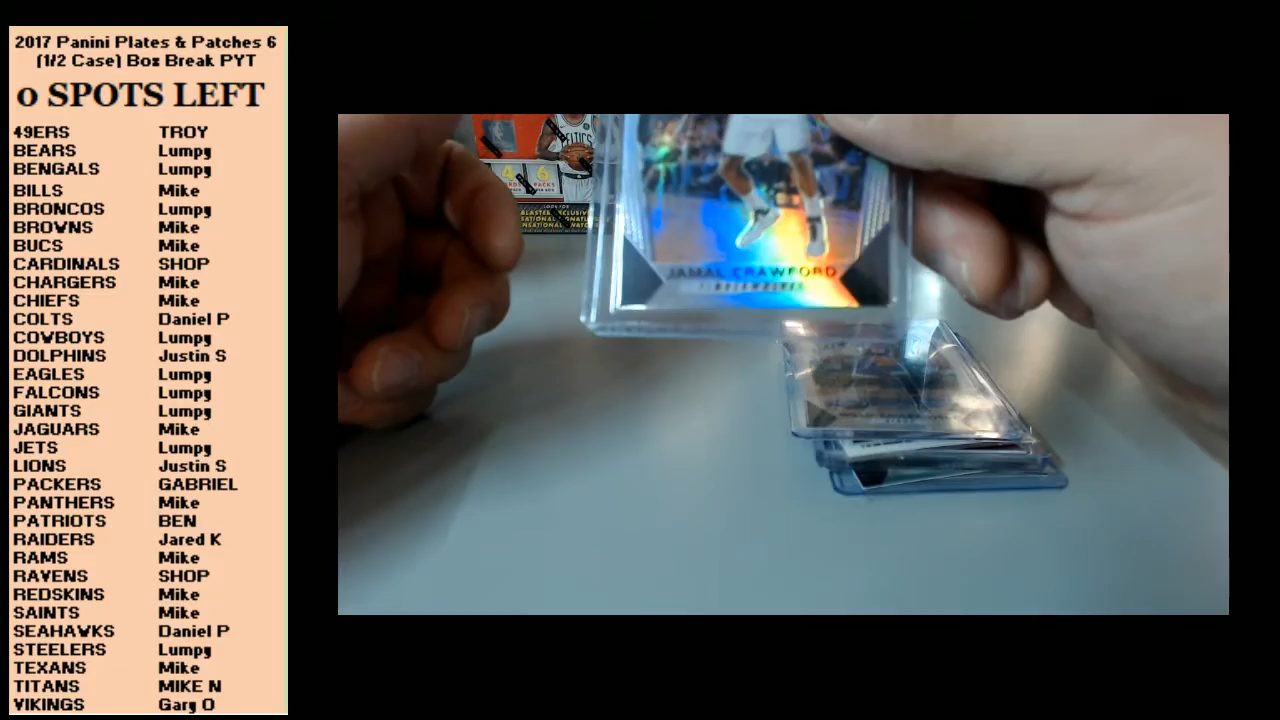 2017 Panini Plates & Patches 6
(1/2 Case) Box Break PYT
0 SPOTS LEFT
49ERS TROY
BEARS Lumpy
BENGALS Lumpy
BILLS Mike
BRONCOS Lumpy
BROWNS Mike
BUCS Mike
CARDINALS SHOP
CHARGERS Mike
CHIEFS Mike
COLTS Daniel P
COWBOYS Lumpy
DOLPHINS Justin S
EAGLES Lumpy
FALCONS Lumpy
GIANTS Lumpy
JAGUARS Mike
JETS Lumpy
LIONS Justin S
PACKERS GABRIEL
PANTHERS Mike
PATRIOTS BEN
RAIDERS Jared K
RAMS Mike
RAVENS SHOP
REDSKINS Mike
SAINTS Mike
SEAHAWKS Daniel P
STEELERS Lumpy
TEXANS Mike
TITANS MIKE N
VIKINGS Gary O
CELTICS
4 6
JAMAL CRAWFORD